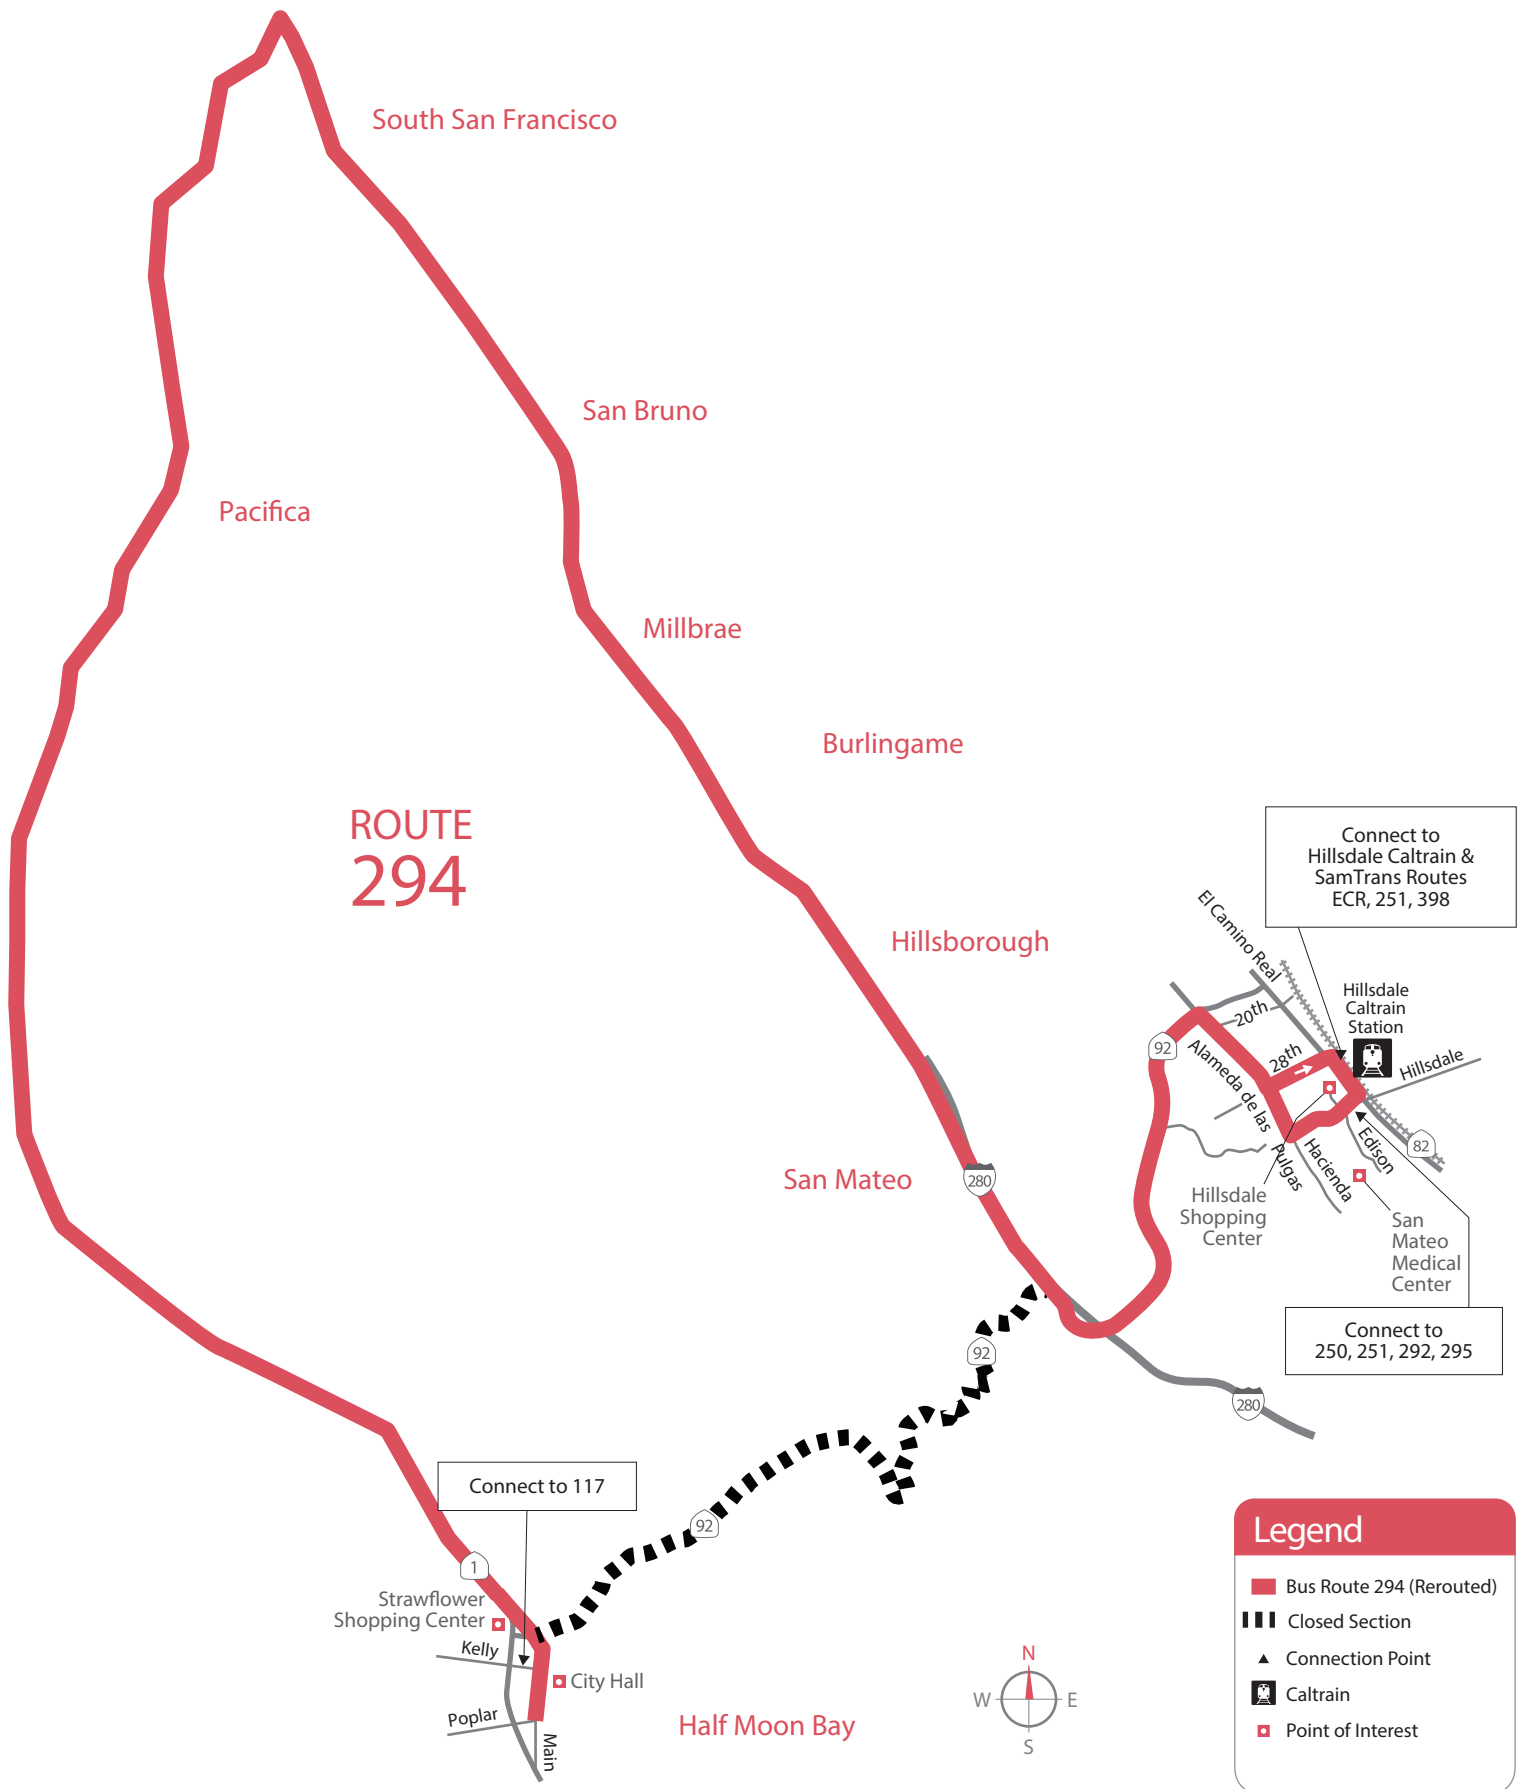 South San Francisco
San Bruno
Pacifica
Millbrae
Burlingame
ROUTE
294
Connect to
Hillsdale Caltrain &
SamTrans Routes
ECR, 251, 398
Hillsborough
El Camino Real
Hillsdale
Caltrain
Station
20th
92
28th
Hillsdale
Alameda de las
Pulgas
Hacienda
Edison
82
San Mateo
280
Hillsdale
Shopping
Center
San
Mateo
Medical
Center
Connect to
250, 251, 292, 295
92
280
Connect to 117
92
1
Strawflower
Shopping Center
Kelly
City Hall
Poplar
Main
Half Moon Bay
N
W
E
S
Legend
Bus Route 294 (Rerouted)
Closed Section
Connection Point
Caltrain
Point of Interest